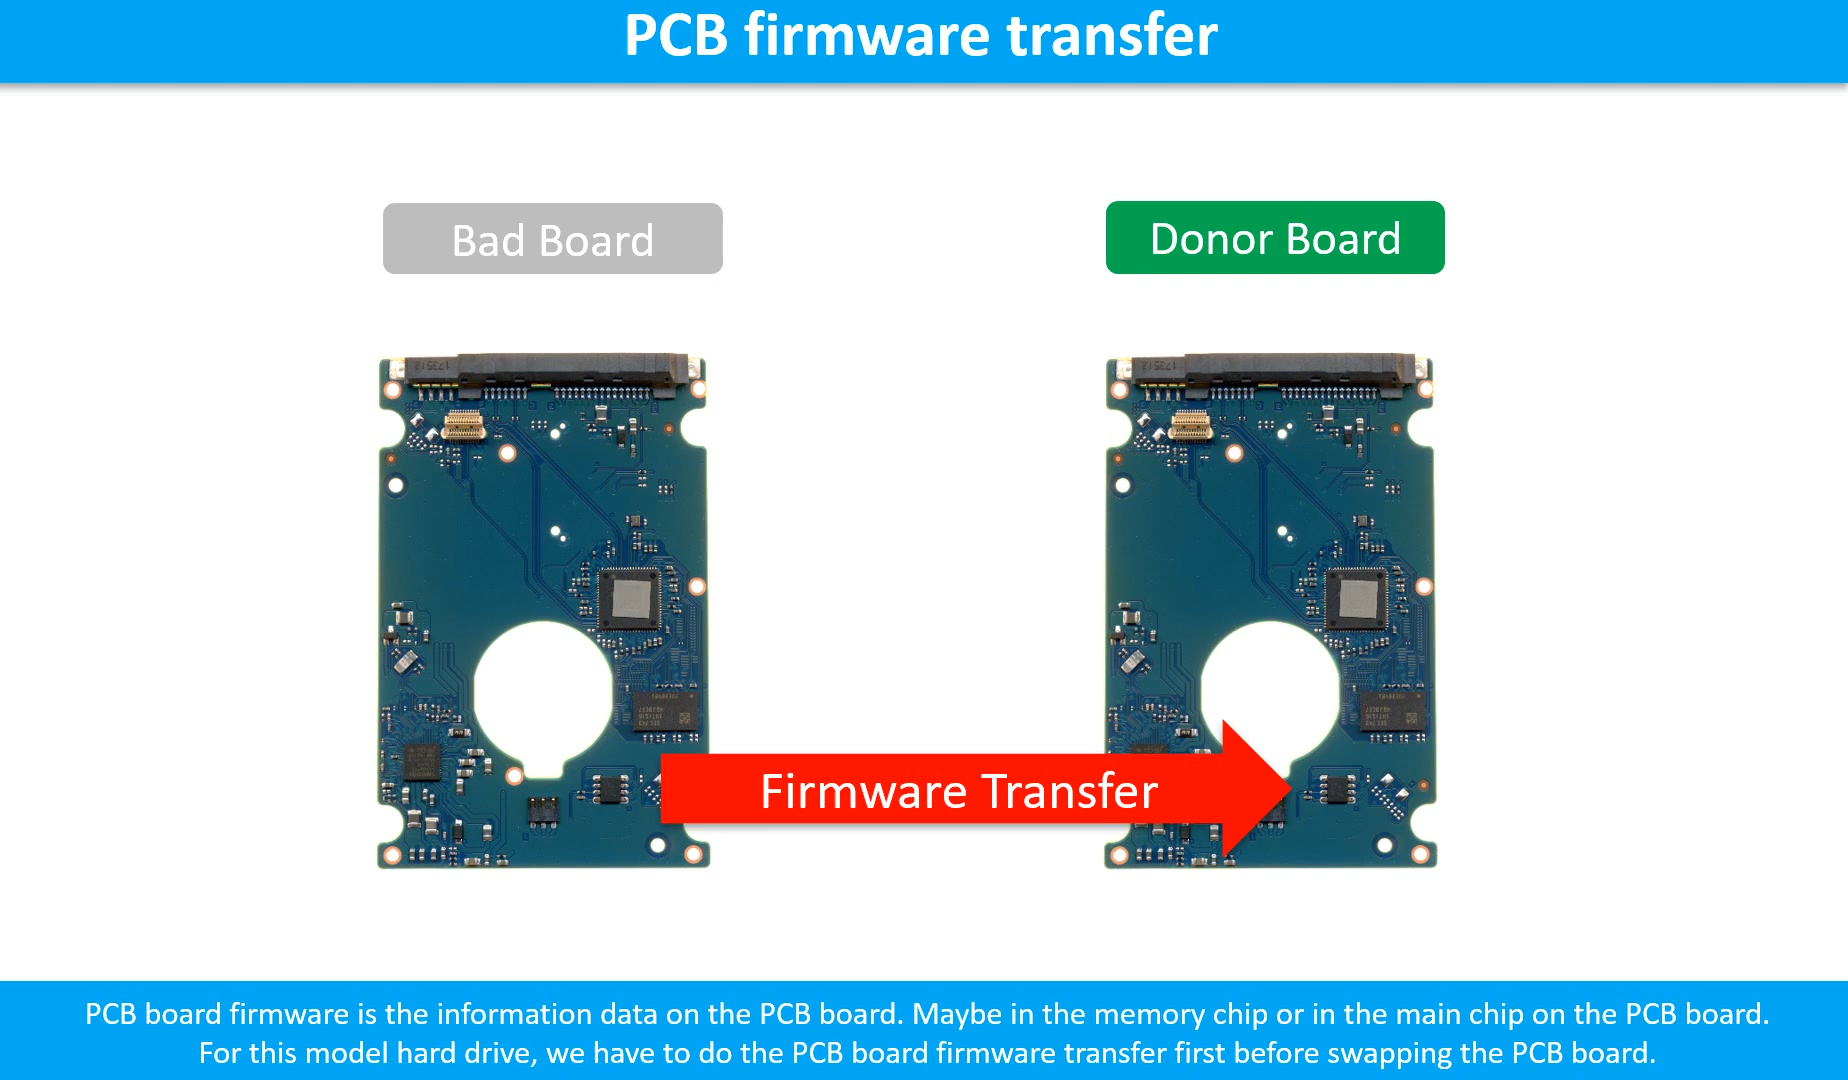 PCB firmware transfer
Bad Board
Donor Board
Firmware Transfer
PCB board firmware is the information data on the PCB board. Maybe in the memory chip or in the main chip on the PCB board.
For this model hard drive, we have to do the PCB board firmware transfer first before swapping the PCB board.